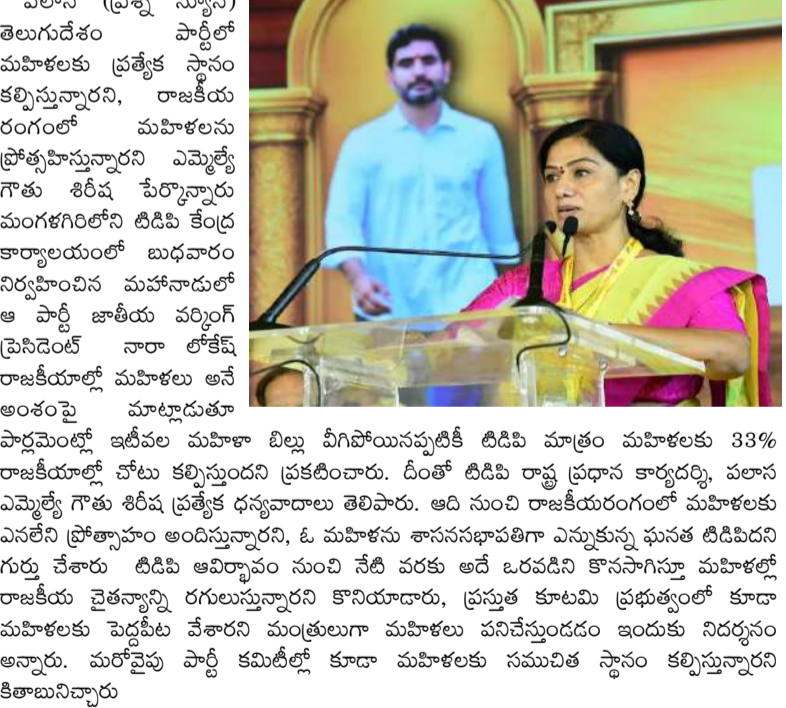 పలాస (ప్రశ్న న్యూస్)
తెలుగుదేశం పార్టీలో
మహిళలకు ప్రత్యేక స్థానం
కల్పిస్తున్నారని, రాజకీయ
రంగంలో మహిళలను
ప్రోత్సహిస్తున్నారని ఎమ్మెల్యే
గౌతు శిరీష పేర్కొన్నారు
మంగళగిరిలోని టిడిపి కేంద్ర
కార్యాలయంలో బుధవారం
నిర్వహించిన మహానాడులో
ఆ పార్టీ జాతీయ వర్కింగ్
ప్రెసిడెంట్ నారా లోకేష్
రాజకీయాల్లో మహిళలు అనే
అంశంపై మాట్లాడుతూ
పార్లమెంట్లో ఇటీవల మహిళా బిల్లు వీగిపోయినప్పటికీ టిడిపి మాత్రం మహిళలకు 33%
రాజకీయాల్లో చోటు కల్పిస్తుందని ప్రకటించారు. దీంతో టిడిపి రాష్ట్ర ప్రధాన కార్యదర్శి, పలాస
ఎమ్మెల్యే గౌతు శిరీష ప్రత్యేక ధన్యవాదాలు తెలిపారు. ఆది నుంచి రాజకీయరంగంలో మహిళలకు
ఎనలేని ప్రోత్సాహం అందిస్తున్నారని, ఓ మహిళను శాసనసభాపతిగా ఎన్నుకున్న ఘనత టిడిపిదని
గుర్తు చేశారు టిడిపి ఆవిర్భావం నుంచి నేటి వరకు అదే ఒరవడిని కొనసాగిస్తూ మహిళల్లో
రాజకీయ చైతన్యాన్ని రగులుస్తున్నారని కొనియాడారు, ప్రస్తుత కూటమి ప్రభుత్వంలో కూడా
మహిళలకు పెద్దపీట వేశారని మంత్రులుగా మహిళలు పనిచేస్తుండడం ఇందుకు నిదర్శనం
అన్నారు. మరోవైపు పార్టీ కమిటీల్లో కూడా మహిళలకు సముచిత స్థానం కల్పిస్తున్నారని
కితాబునిచ్చారు